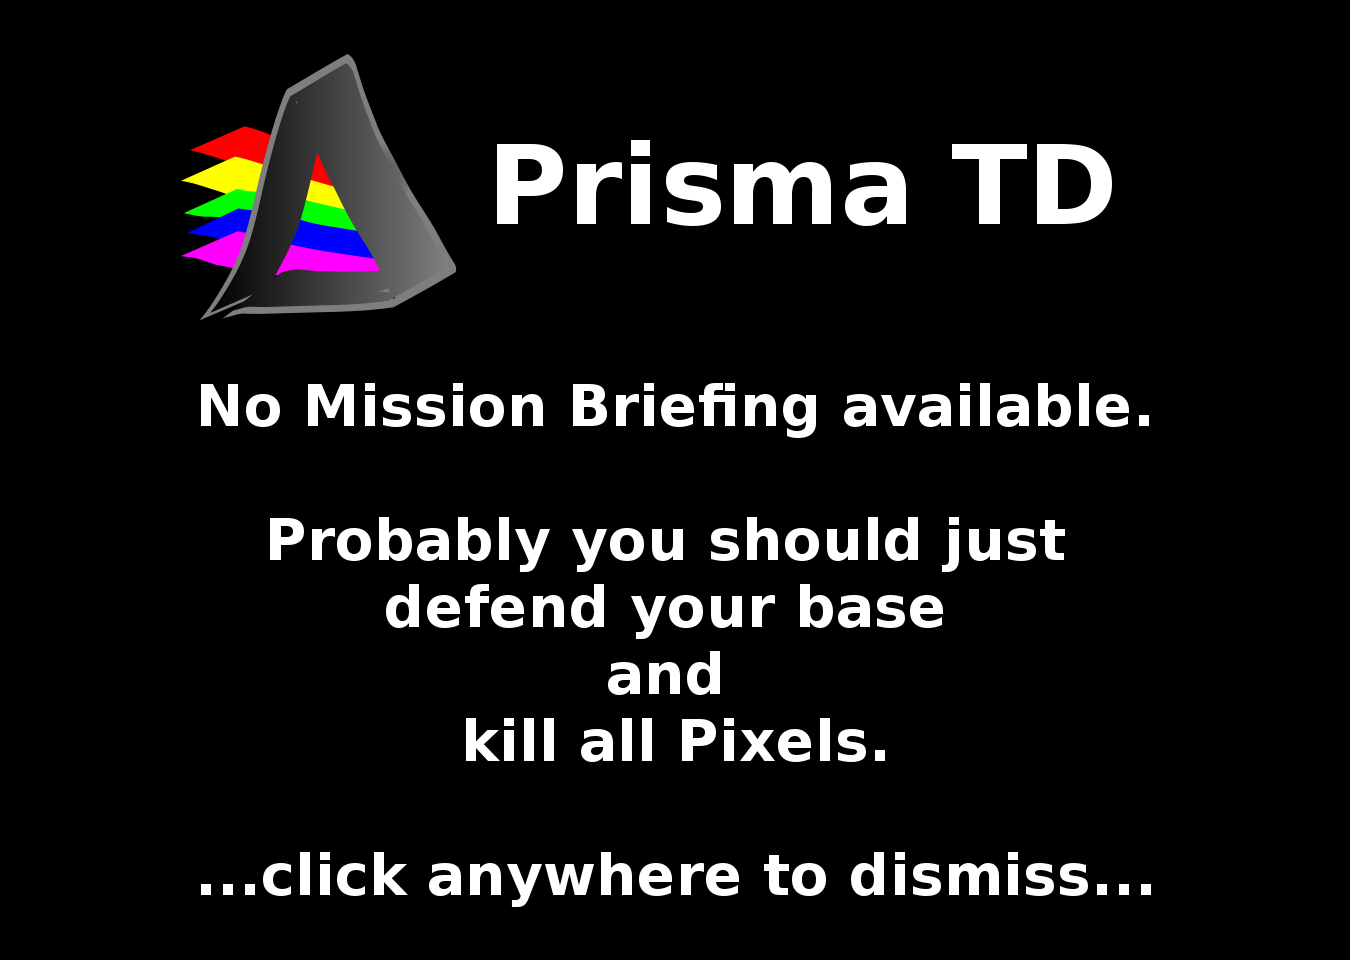 Prisma TD
No Mission Briefing available.
Probably you should just
defend your base
and
kill all Pixels.
...click anywhere to dismiss...